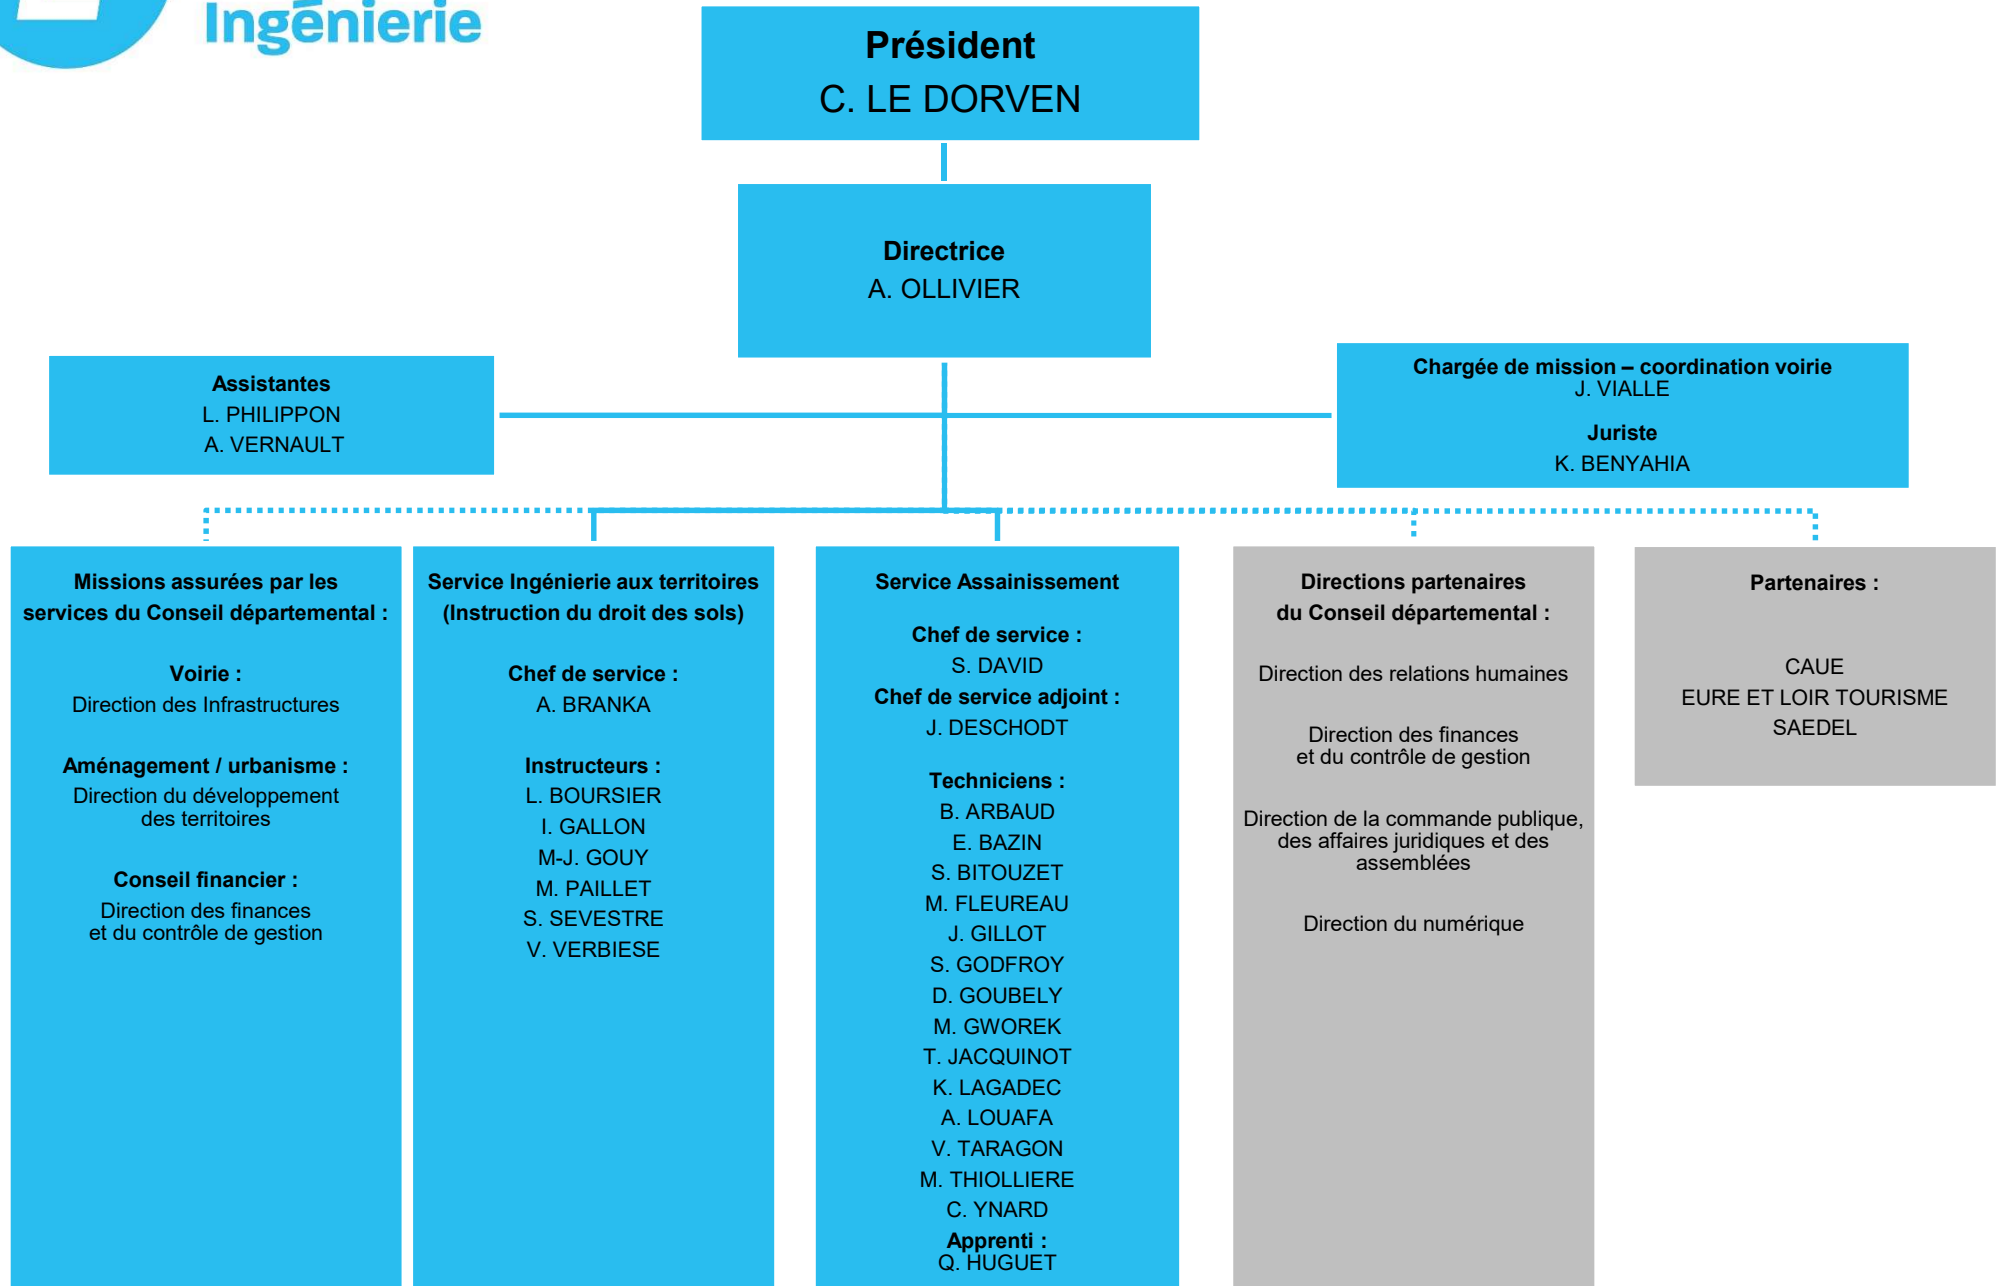 Ingénierie
Président
C. LE DORVEN
Directrice
A. OLLIVIER
Assistantes
L. PHILIPPON
A. VERNAULT
Chargée de mission – coordination voirie
J. VIALLE
Juriste
K. BENYAHIA
Missions assurées par les
services du Conseil départemental :
Voirie :
Direction des Infrastructures
Aménagement / urbanisme :
Direction du développement
des territoires
Conseil financier :
Direction des finances
et du contrôle de gestion
Service Ingénierie aux territoires
(Instruction du droit des sols)
Chef de service :
A. BRANKA
Instructeurs :
L. BOURSIER
I. GALLON
M-J. GOUY
M. PAILLET
S. SEVESTRE
V. VERBIESE
Service Assainissement
Chef de service :
S. DAVID
Chef de service adjoint :
J. DESCHODT
Techniciens :
B. ARBAUD
E. BAZIN
S. BITOUZET
M. FLEUREAU
J. GILLOT
S. GODFROY
D. GOUBELY
M. GWOREK
T. JACQUINOT
K. LAGADEC
A. LOUAFA
V. TARAGON
M. THIOLLIERE
C. YNARD
Apprenti :
Q. HUGUET
Directions partenaires
du Conseil départemental :
Direction des relations humaines
Direction des finances
et du contrôle de gestion
Direction de la commande publique,
des affaires juridiques et des
assemblées
Direction du numérique
Partenaires :
CAUE
EURE ET LOIR TOURISME
SAEDEL